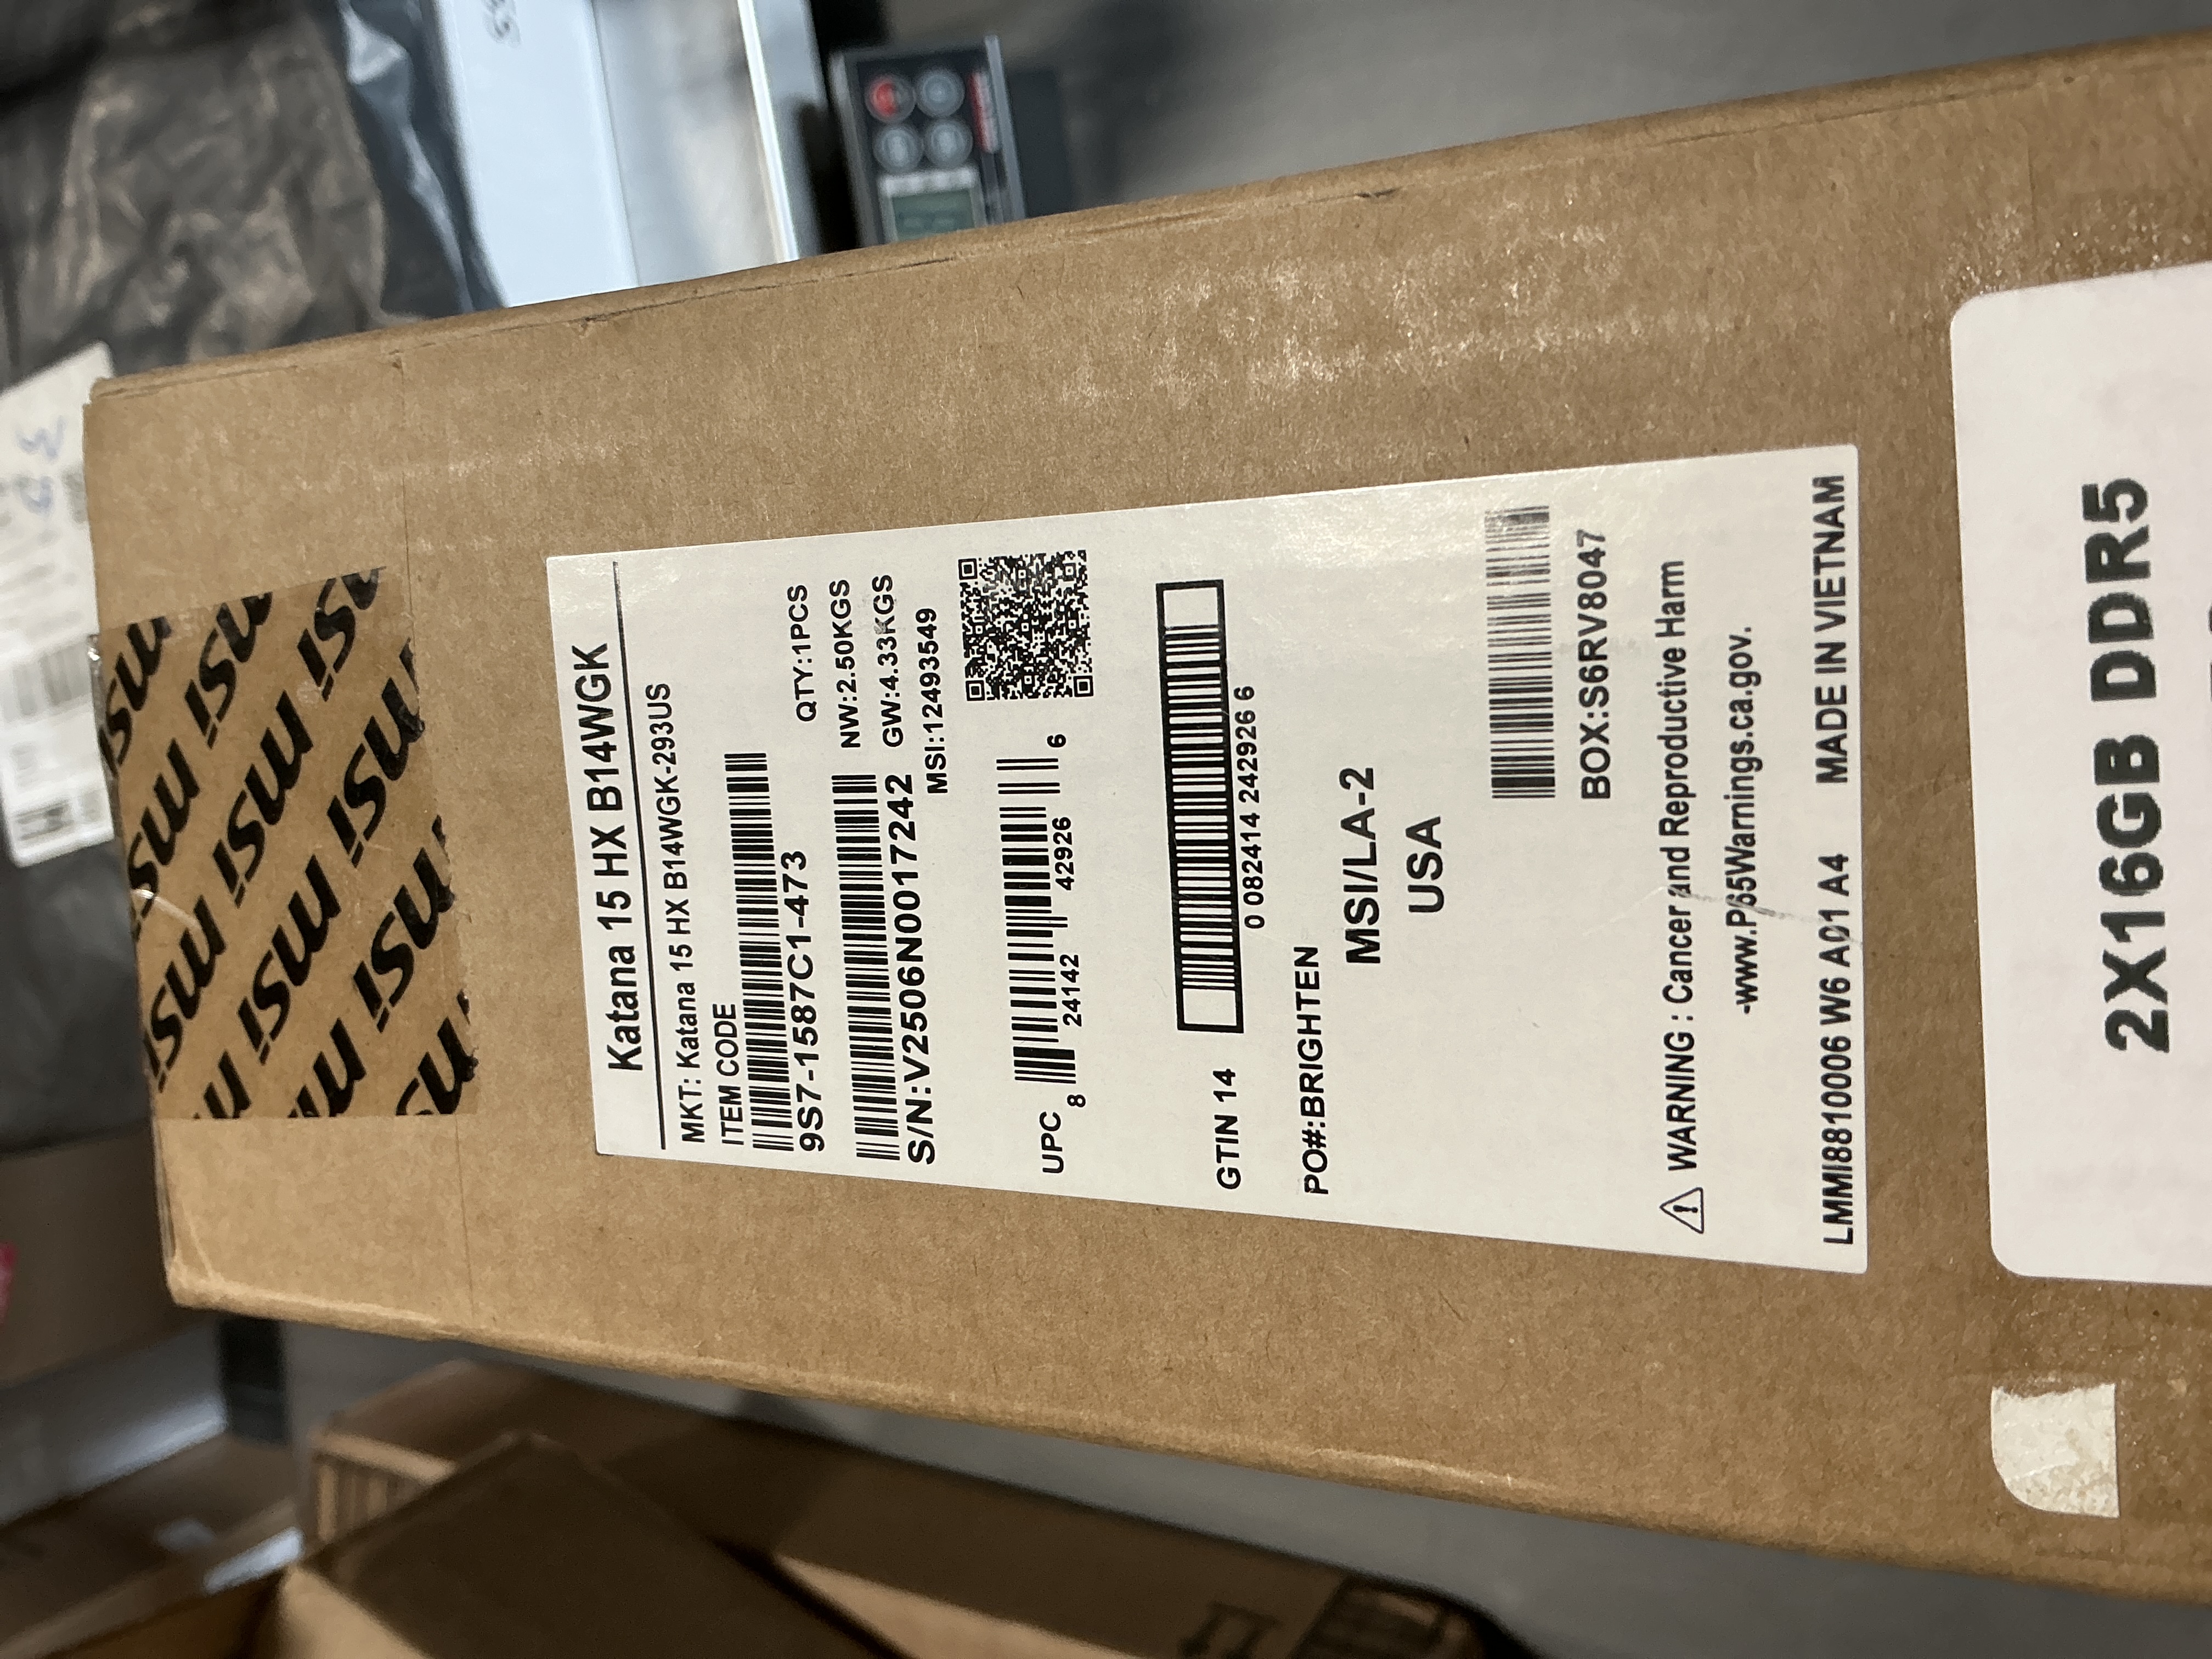 msi
Katana 15 HX B14WGK
MKT: Katana 15 HX B14WGK-293US
ITEM CODE
9S7-1587C1-473
QTY:1PCS
NW:2.50KGS
S/N:V2506N0017242
GW:4.33KGS
MSI:12493549
UPC
8 24142 42926 6
GTIN 14
0 082414 242926 6
PO#:BRIGHTEN
MSI/LA-2
USA
BOX:S6RV8047
⚠ WARNING : Cancer and Reproductive Harm
-www.P65Warnings.ca.gov.
LMMI8810006 W6 A01 A4 MADE IN VIETNAM
2X16GB DDR5